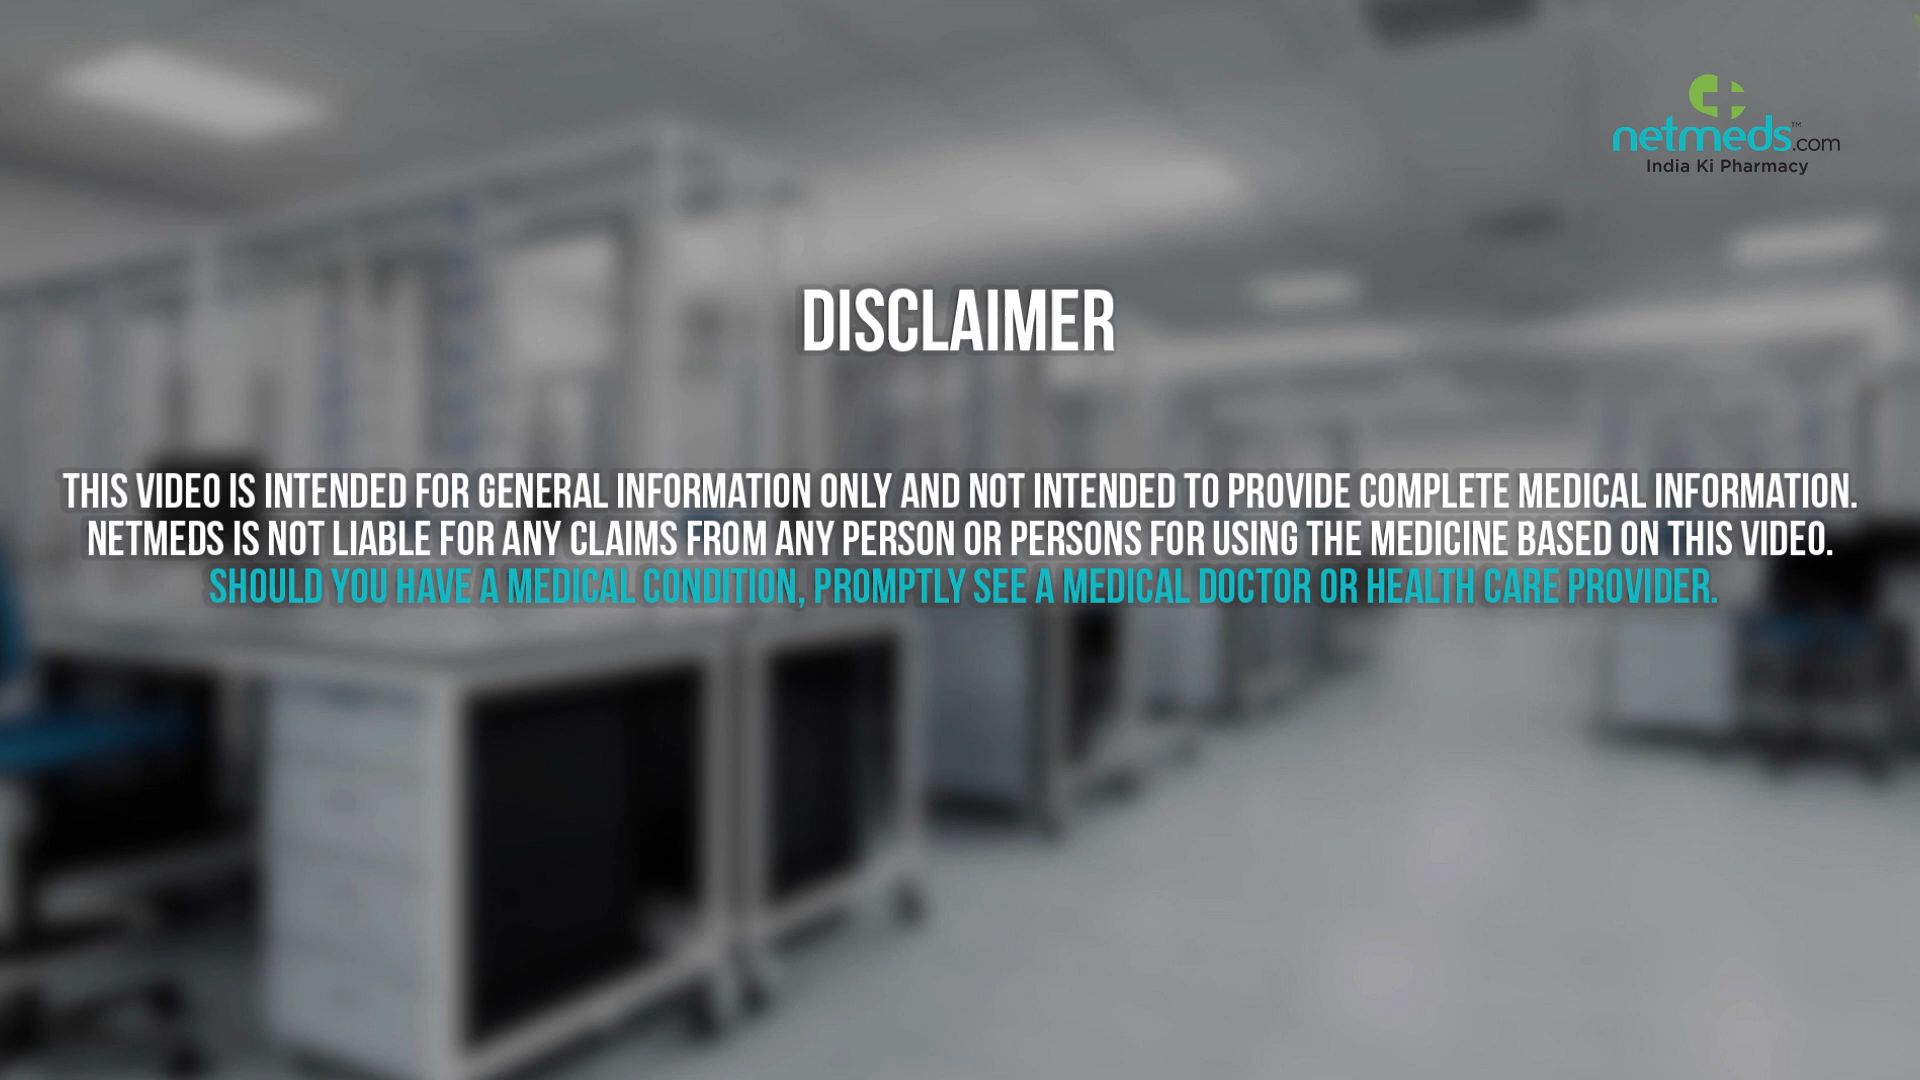 netmeds.com™
India Ki Pharmacy
DISCLAIMER
THIS VIDEO IS INTENDED FOR GENERAL INFORMATION ONLY AND NOT INTENDED TO PROVIDE COMPLETE MEDICAL INFORMATION.
NETMEDS IS NOT LIABLE FOR ANY CLAIMS FROM ANY PERSON OR PERSONS FOR USING THE MEDICINE BASED ON THIS VIDEO.
SHOULD YOU HAVE A MEDICAL CONDITION, PROMPTLY SEE A MEDICAL DOCTOR OR HEALTH CARE PROVIDER.